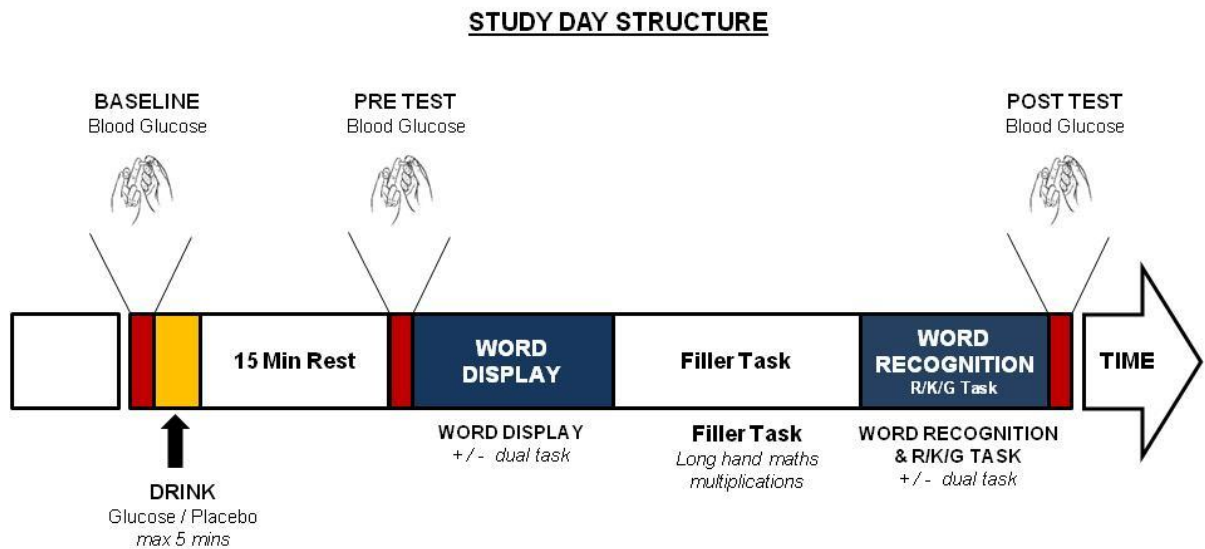 STUDY DAY STRUCTURE
BASELINE
Blood Glucose
PRE TEST
Blood Glucose
POST TEST
Blood Glucose
15 Min Rest
WORD
DISPLAY
Filler Task
WORD
RECOGNITION
R/K/G Task
TIME
DRINK
Glucose / Placebo
max 5 mins
WORD DISPLAY
+/- dual task
Filler Task
Long hand maths
multiplications
WORD RECOGNITION
& R/K/G TASK
+/- dual task